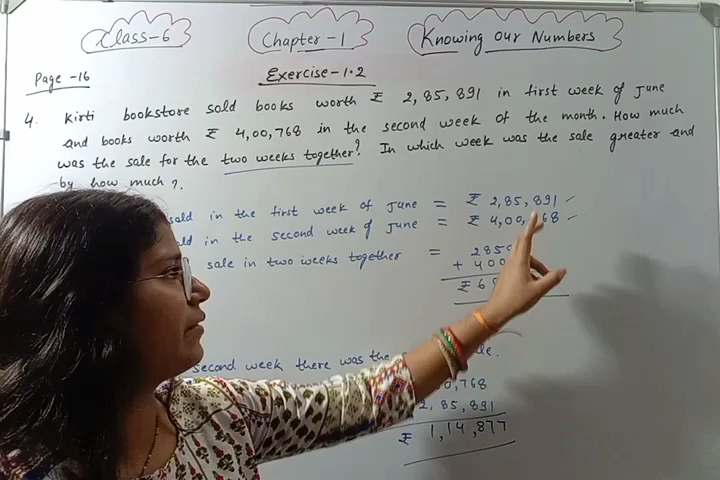 Class-6
Chapter-1
Knowing Our Numbers
Page -16
Exercise-1.2
4. Kirti bookstore sold books worth ₹ 2,85,891 in first week of June
and books worth ₹ 4,00,768 in the second week of the month. How much
was the sale for the two weeks together? In which week was the sale greater and
by how much?
sold in the first week of June = ₹ 2,85,891
in the second week of June = ₹ 4,00, 68
sale in two weeks together = 285
+ 400
₹ 6
second week there was the
,768
2,85,891
₹ 1,14,877